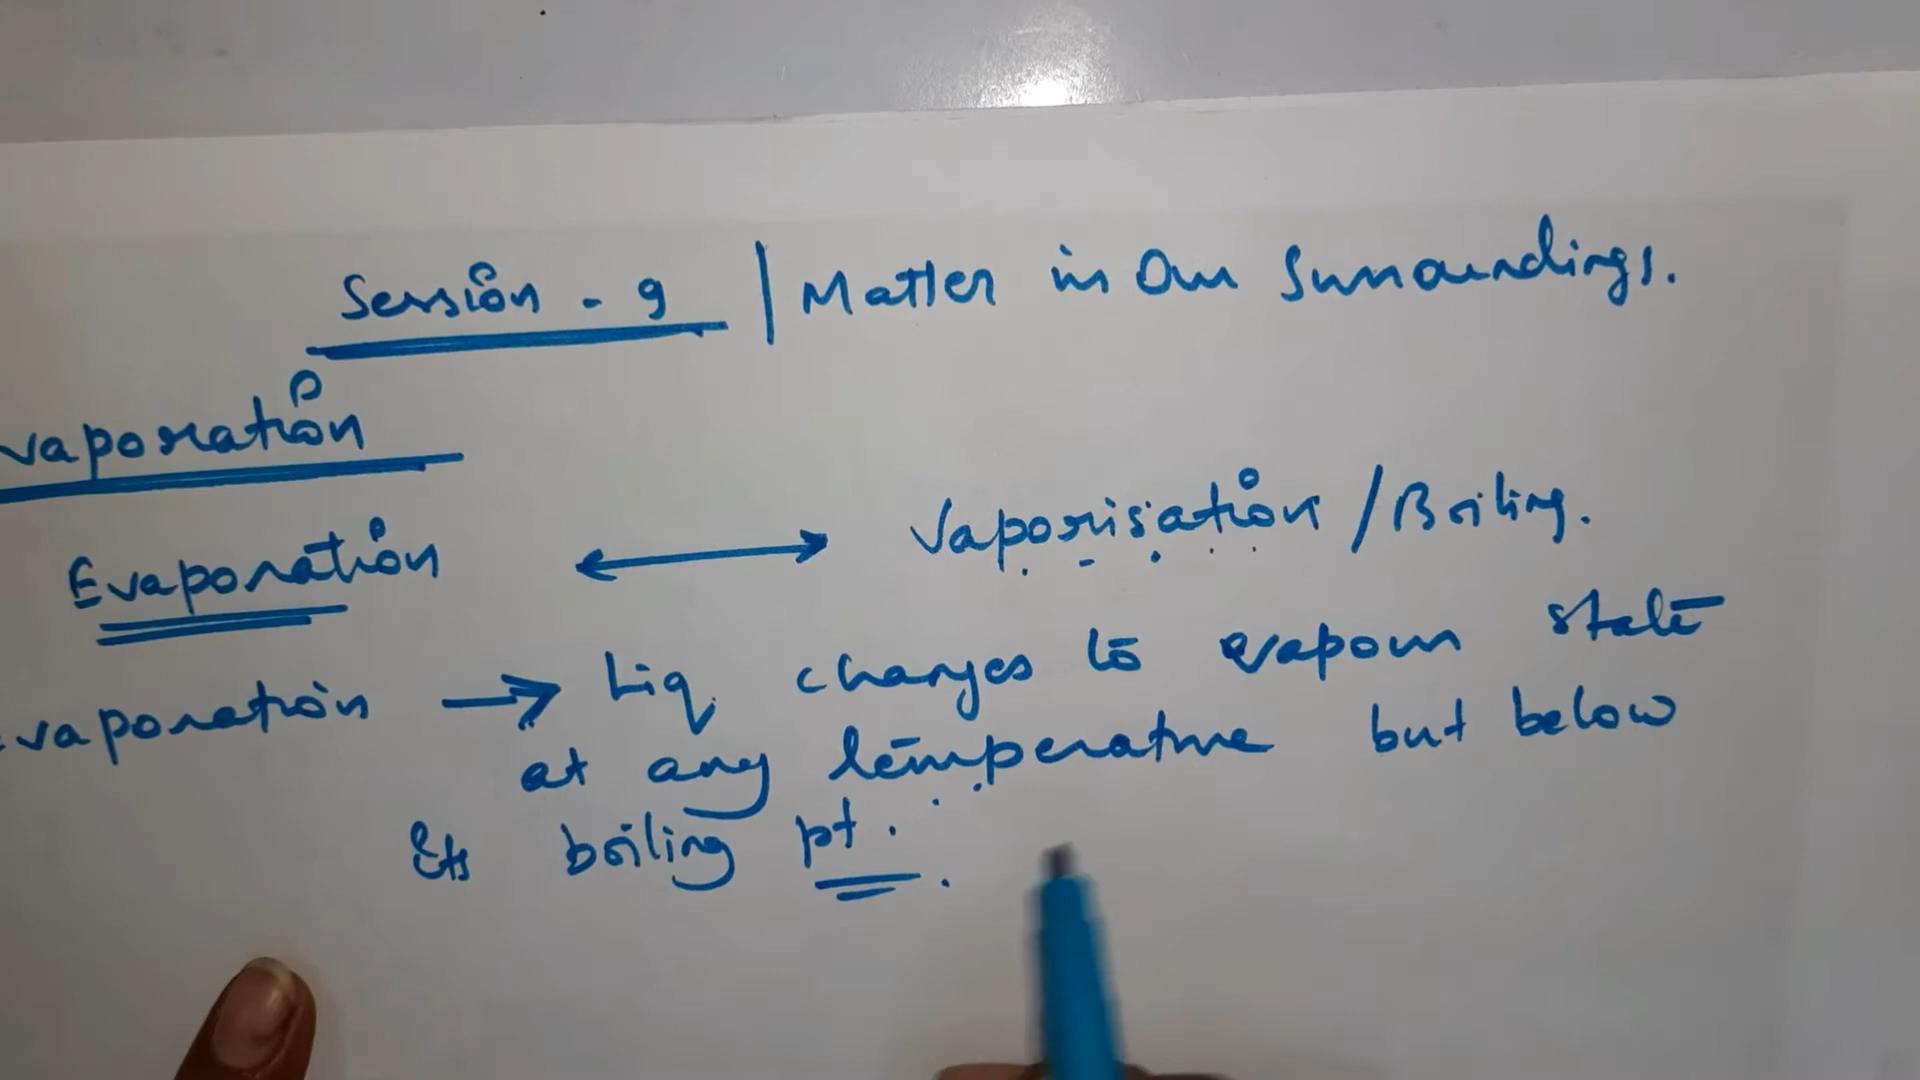 Session - 9 | Matter in Our Surroundings.
vaporation
Evaporation ↔ Vaporisation / Boiling.
vaporation → Liq. changes to vapour state
at any temperature but below
its boiling pt.